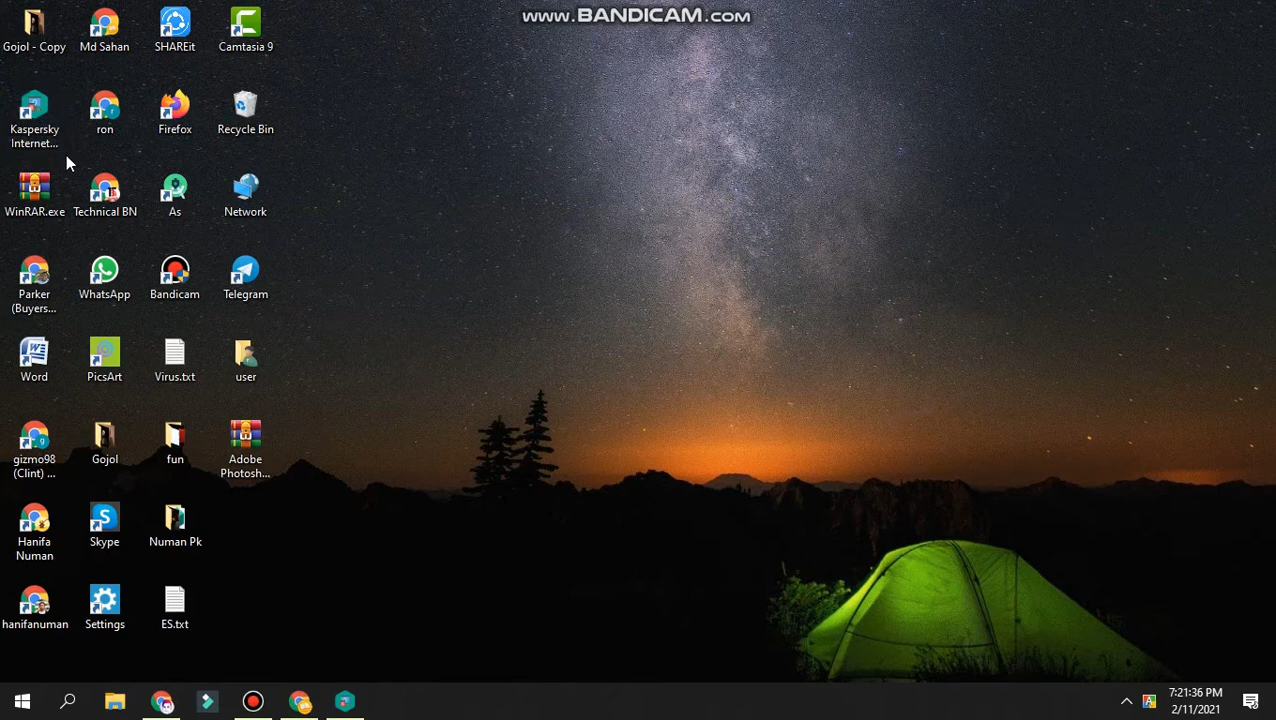 www.BANDICAM.com
Gojol - Copy
Md Sahan
SHAREit
Camtasia 9
Kaspersky
Internet...
ron
Firefox
Recycle Bin
WinRAR.exe
Technical BN
As
Network
Parker
(Buyers...
WhatsApp
Bandicam
Telegram
Word
PicsArt
Virus.txt
user
gizmo98
(Clint) ...
Gojol
fun
Adobe
Photosh...
Hanifa
Numan
Skype
Numan Pk
hanifanuman
Settings
ES.txt
7:21:36 PM
2/11/2021